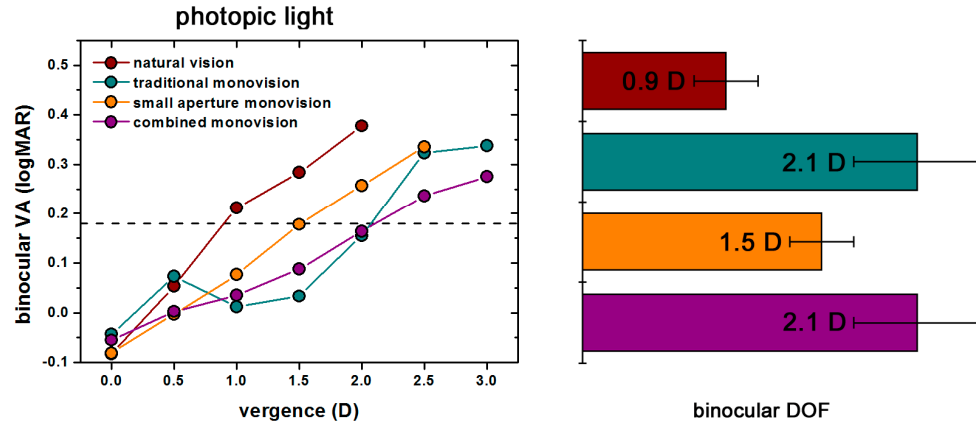 photopic light
binocular VA (logMAR)
0.5
0.4
0.3
0.2
0.1
0.0
-0.1
natural vision
traditional monovision
small aperture monovision
combined monovision
0.0 0.5 1.0 1.5 2.0 2.5 3.0
vergence (D)
0.9 D
2.1 D
1.5 D
2.1 D
binocular DOF